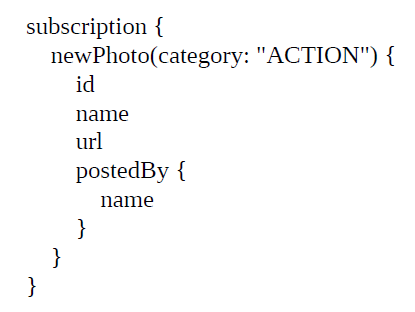 subscription {
    newPhoto(category: "ACTION") {
        id
        name
        url
        postedBy {
            name
        }
    }
}